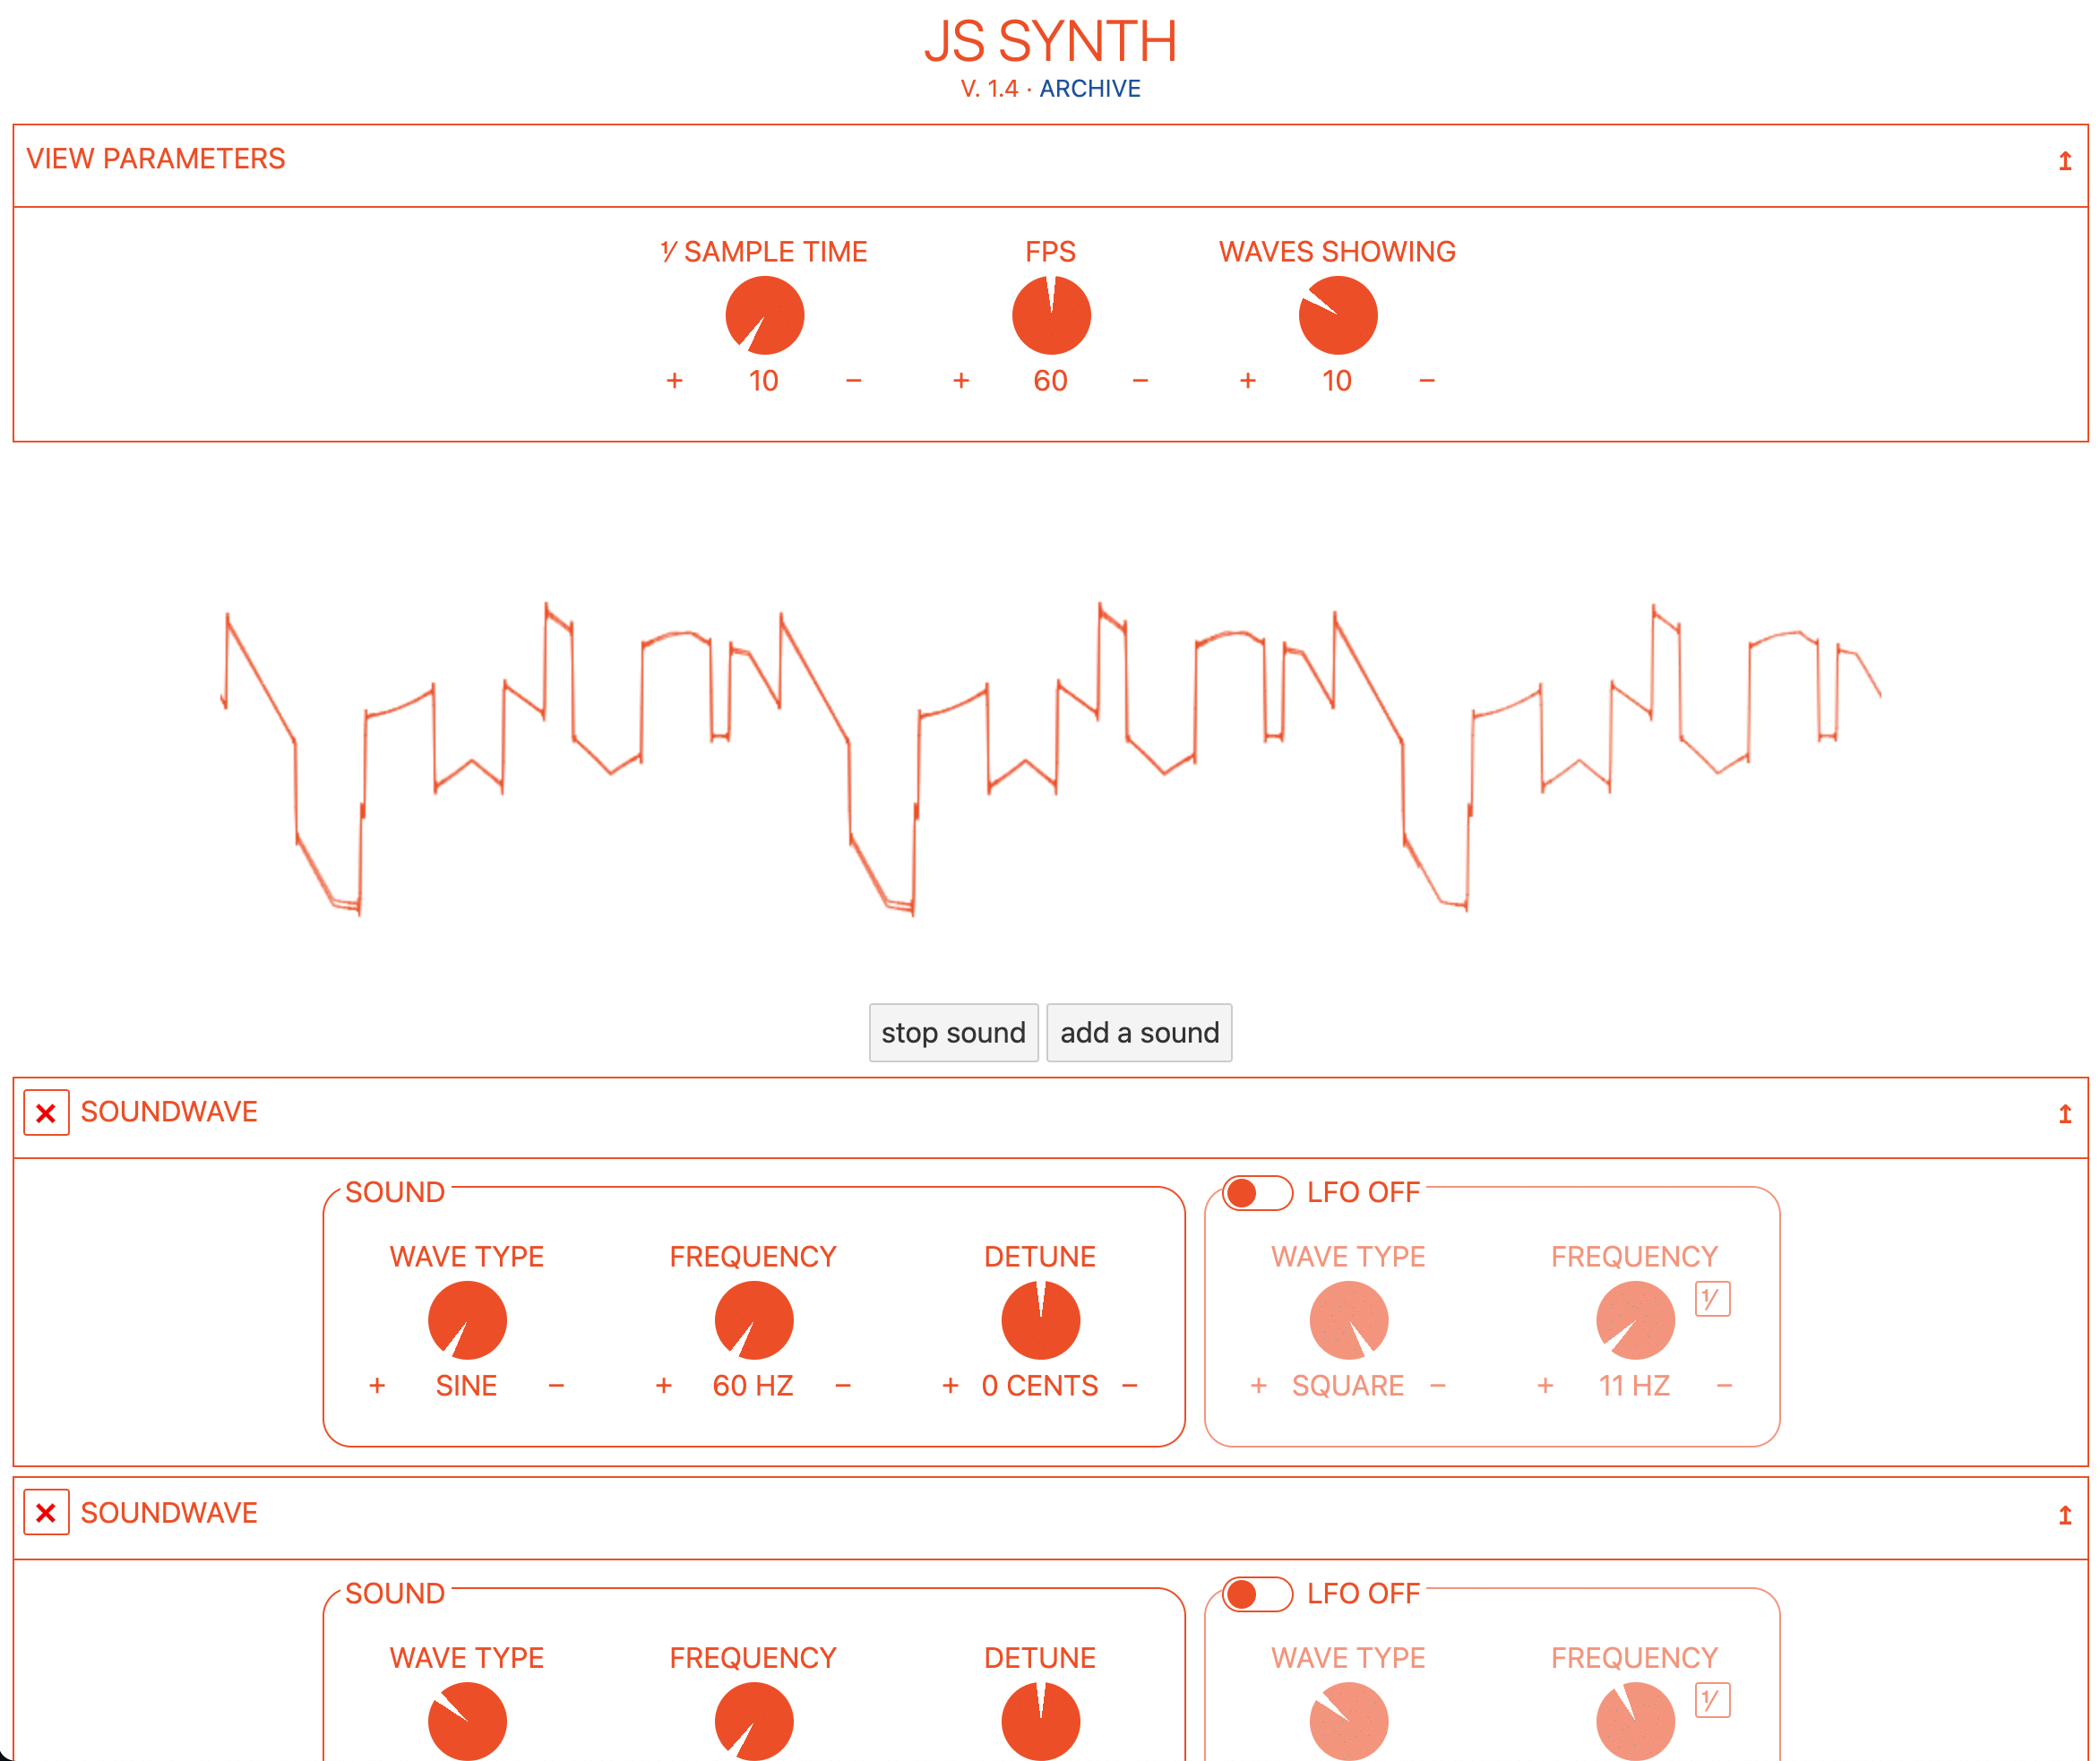 JS SYNTH
V. 1.4 · ARCHIVE
VIEW PARAMETERS ↥
⅟ SAMPLE TIME FPS WAVES SHOWING
+ 10 − + 60 − + 10 −
stop sound add a sound
× SOUNDWAVE ↥
SOUND LFO OFF
WAVE TYPE FREQUENCY DETUNE WAVE TYPE FREQUENCY
⅟
+ SINE − + 60 HZ − + 0 CENTS − + SQUARE − + 11 HZ −
× SOUNDWAVE ↥
SOUND LFO OFF
WAVE TYPE FREQUENCY DETUNE WAVE TYPE FREQUENCY
⅟